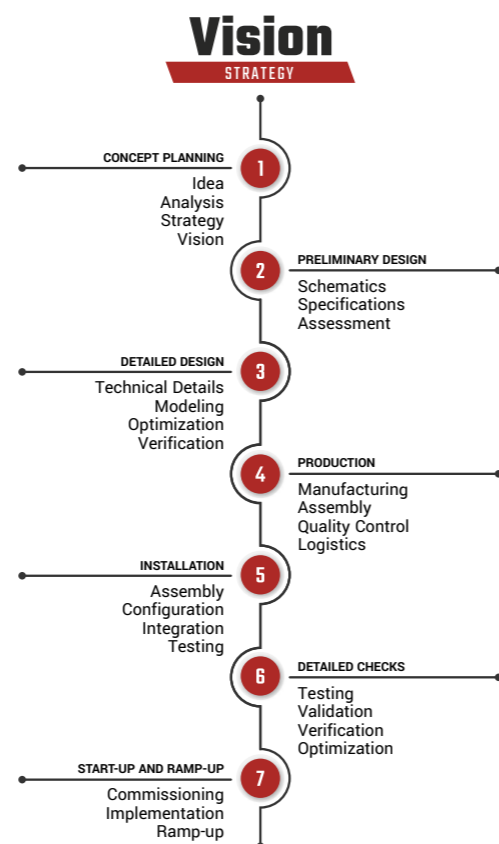 Vision
STRATEGY
CONCEPT PLANNING
1
Idea
Analysis
Strategy
Vision
2
PRELIMINARY DESIGN
Schematics
Specifications
Assessment
DETAILED DESIGN
3
Technical Details
Modeling
Optimization
Verification
4
PRODUCTION
Manufacturing
Assembly
Quality Control
Logistics
INSTALLATION
5
Assembly
Configuration
Integration
Testing
6
DETAILED CHECKS
Testing
Validation
Verification
Optimization
START-UP AND RAMP-UP
7
Commissioning
Implementation
Ramp-up